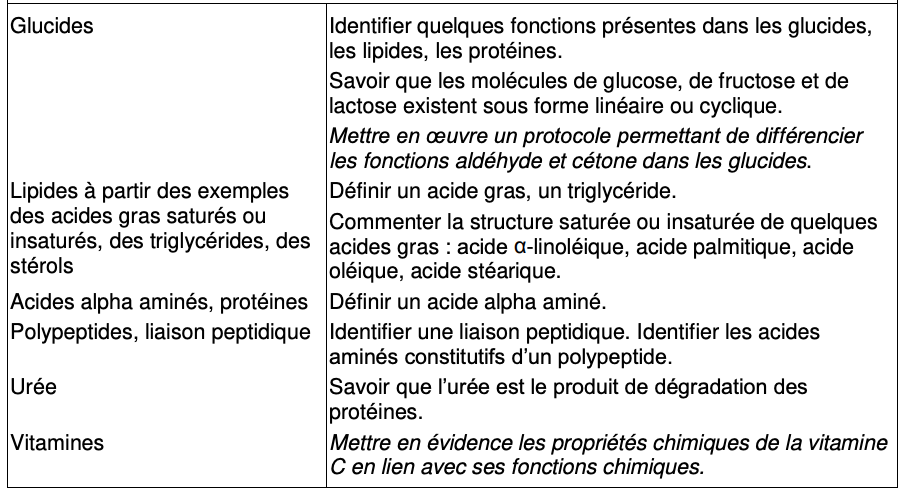 Glucides
Identifier quelques fonctions présentes dans les glucides,
les lipides, les protéines.
Savoir que les molécules de glucose, de fructose et de
lactose existent sous forme linéaire ou cyclique.
Mettre en œuvre un protocole permettant de différencier
les fonctions aldéhyde et cétone dans les glucides.
Lipides à partir des exemples
des acides gras saturés ou
insaturés, des triglycérides, des
stérols
Définir un acide gras, un triglycéride.
Commenter la structure saturée ou insaturée de quelques
acides gras : acide α-linoléique, acide palmitique, acide
oléique, acide stéarique.
Acides alpha aminés, protéines
Définir un acide alpha aminé.
Polypeptides, liaison peptidique
Identifier une liaison peptidique. Identifier les acides
aminés constitutifs d'un polypeptide.
Urée
Savoir que l'urée est le produit de dégradation des
protéines.
Vitamines
Mettre en évidence les propriétés chimiques de la vitamine
C en lien avec ses fonctions chimiques.